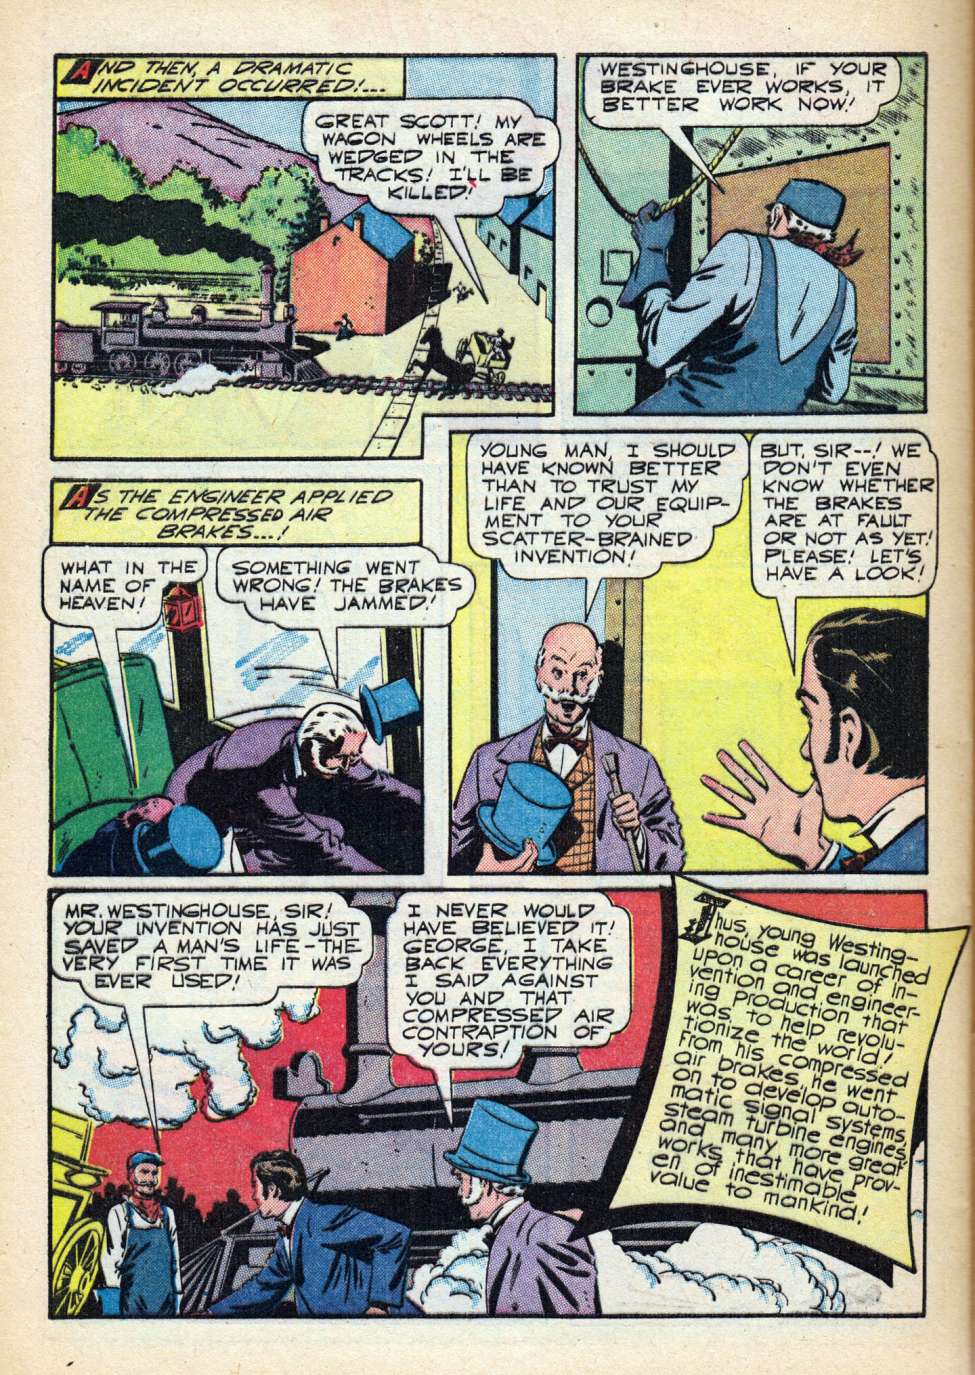 AND THEN, A DRAMATIC
INCIDENT OCCURRED!...
GREAT SCOTT! MY
WAGON WHEELS ARE
WEDGED IN THE
TRACKS! I'LL BE
KILLED!
WESTINGHOUSE, IF YOUR
BRAKE EVER WORKS, IT
BETTER WORK NOW!
AS THE ENGINEER APPLIED
THE COMPRESSED AIR
BRAKES...!
WHAT IN THE
NAME OF
HEAVEN!
SOMETHING WENT
WRONG! THE BRAKES
HAVE JAMMED!
YOUNG MAN, I SHOULD
HAVE KNOWN BETTER
THAN TO TRUST MY
LIFE AND OUR EQUIP-
MENT TO YOUR
SCATTER-BRAINED
INVENTION!
BUT, SIR--! WE
DON'T EVEN
KNOW WHETHER
THE BRAKES
ARE AT FAULT
OR NOT AS YET!
PLEASE! LET'S
HAVE A LOOK!
MR. WESTINGHOUSE, SIR!
YOUR INVENTION HAS JUST
SAVED A MAN'S LIFE - THE
VERY FIRST TIME IT WAS
EVER USED!
I NEVER WOULD
HAVE BELIEVED IT!
GEORGE, I TAKE
BACK EVERYTHING
I SAID AGAINST
YOU AND THAT
COMPRESSED AIR
CONTRAPTION OF
YOURS!
Thus, young Westing-
house was launched
upon a career of in-
vention and engineer-
ing production that
was to help revolu-
tionize the world!
From his compressed
air brakes, he went
on to develop auto-
matic signal systems,
steam turbine engines,
and many more great
works that have prov-
en of inestimable
value to mankind!